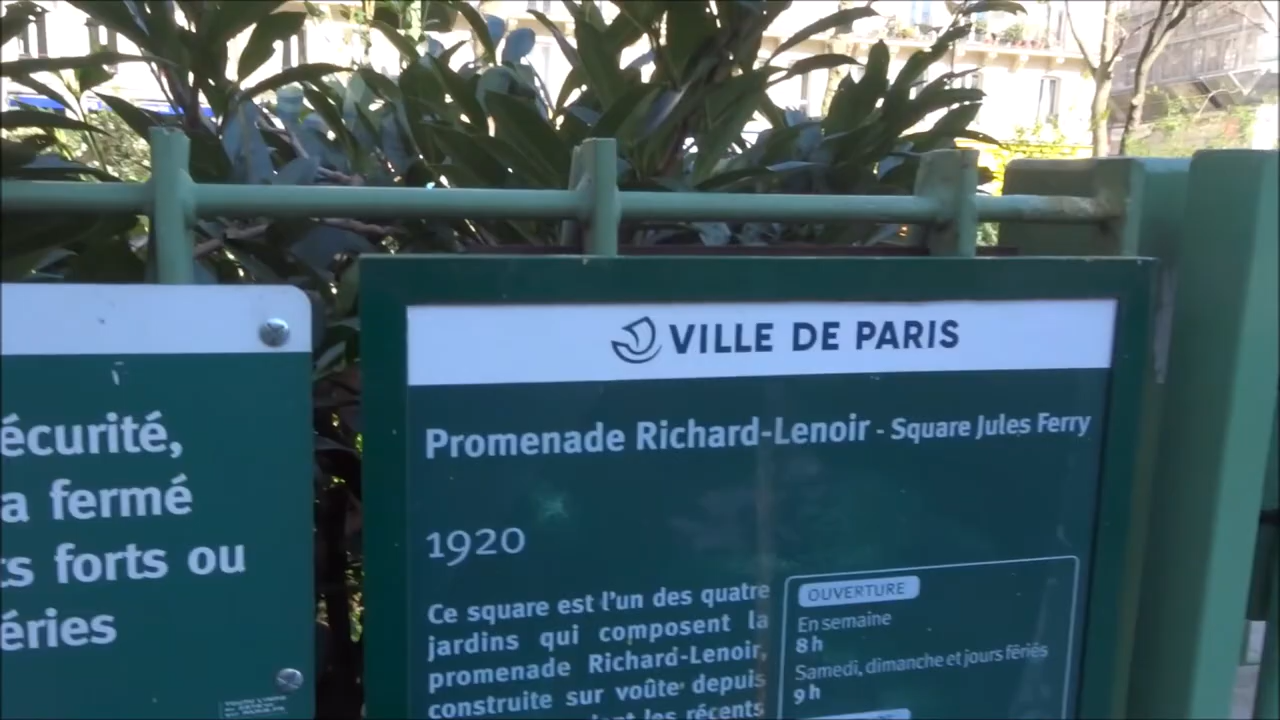 écurité,
a fermé
ts forts ou
éries
VILLE DE PARIS
Promenade Richard-Lenoir - Square Jules Ferry
1920
Ce square est l'un des quatre
jardins qui composent la
promenade Richard-Lenoir,
construite sur voûte depuis
les récents
OUVERTURE
En semaine
8 h
Samedi, dimanche et jours fériés
9 h